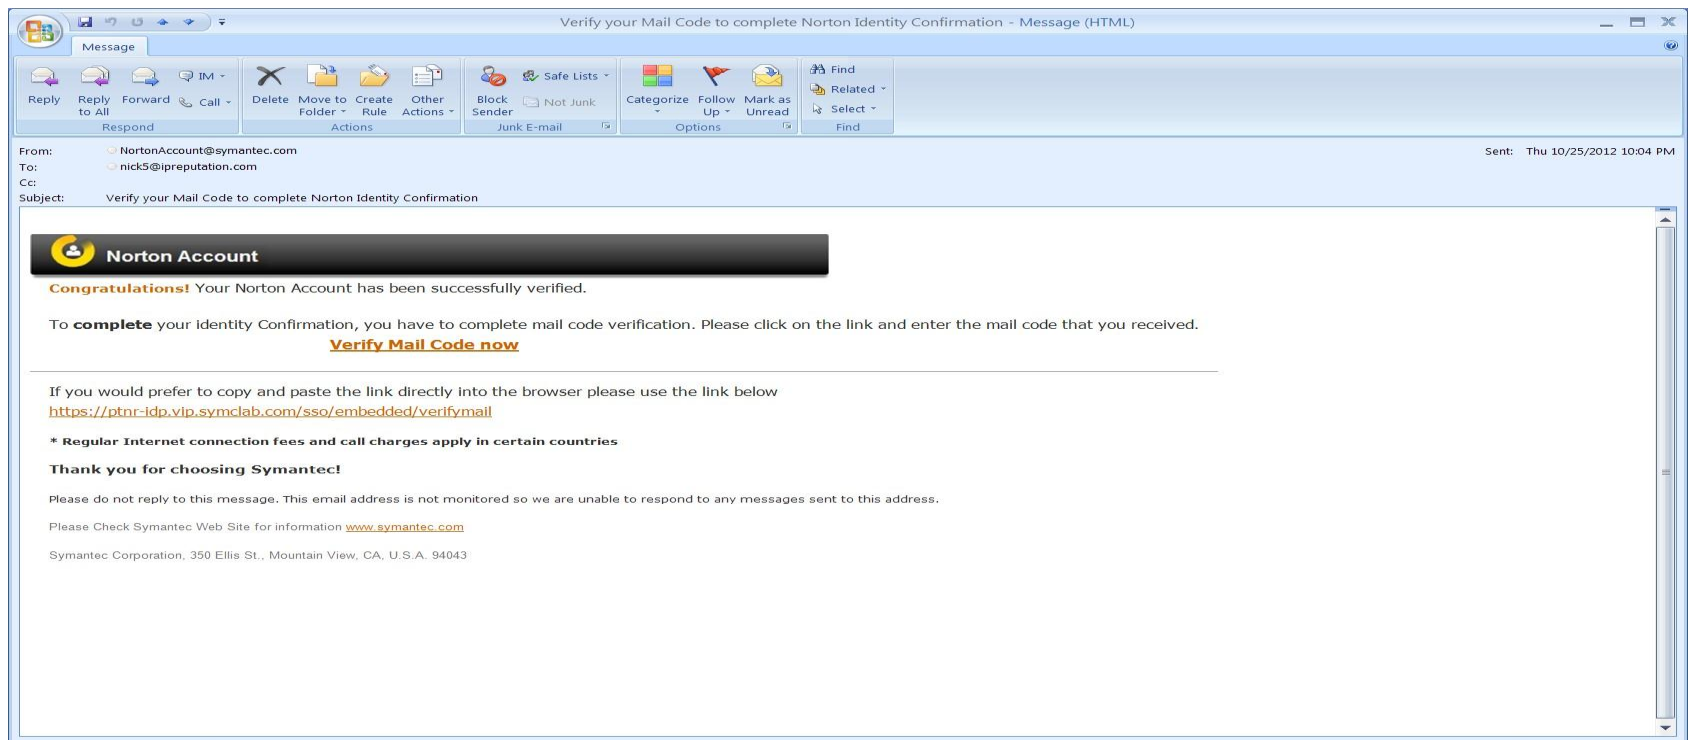 Verify your Mail Code to complete Norton Identity Confirmation - Message (HTML)
Message
Reply
Reply to All
Forward
IM
Call
Respond
Delete
Move to Folder
Create Rule
Other Actions
Actions
Block Sender
Safe Lists
Not Junk
Junk E-mail
Categorize
Follow Up
Mark as Unread
Options
Find
Related
Select
Find
From: NortonAccount@symantec.com
Sent: Thu 10/25/2012 10:04 PM
To: nick5@ipreputation.com
Cc:
Subject: Verify your Mail Code to complete Norton Identity Confirmation
Norton Account
Congratulations! Your Norton Account has been successfully verified.
To complete your identity Confirmation, you have to complete mail code verification. Please click on the link and enter the mail code that you received.
Verify Mail Code now
If you would prefer to copy and paste the link directly into the browser please use the link below
https://ptnr-idp.vip.symclab.com/sso/embedded/verifymail
* Regular Internet connection fees and call charges apply in certain countries
Thank you for choosing Symantec!
Please do not reply to this message. This email address is not monitored so we are unable to respond to any messages sent to this address.
Please Check Symantec Web Site for information www.symantec.com
Symantec Corporation, 350 Ellis St., Mountain View, CA, U.S.A. 94043